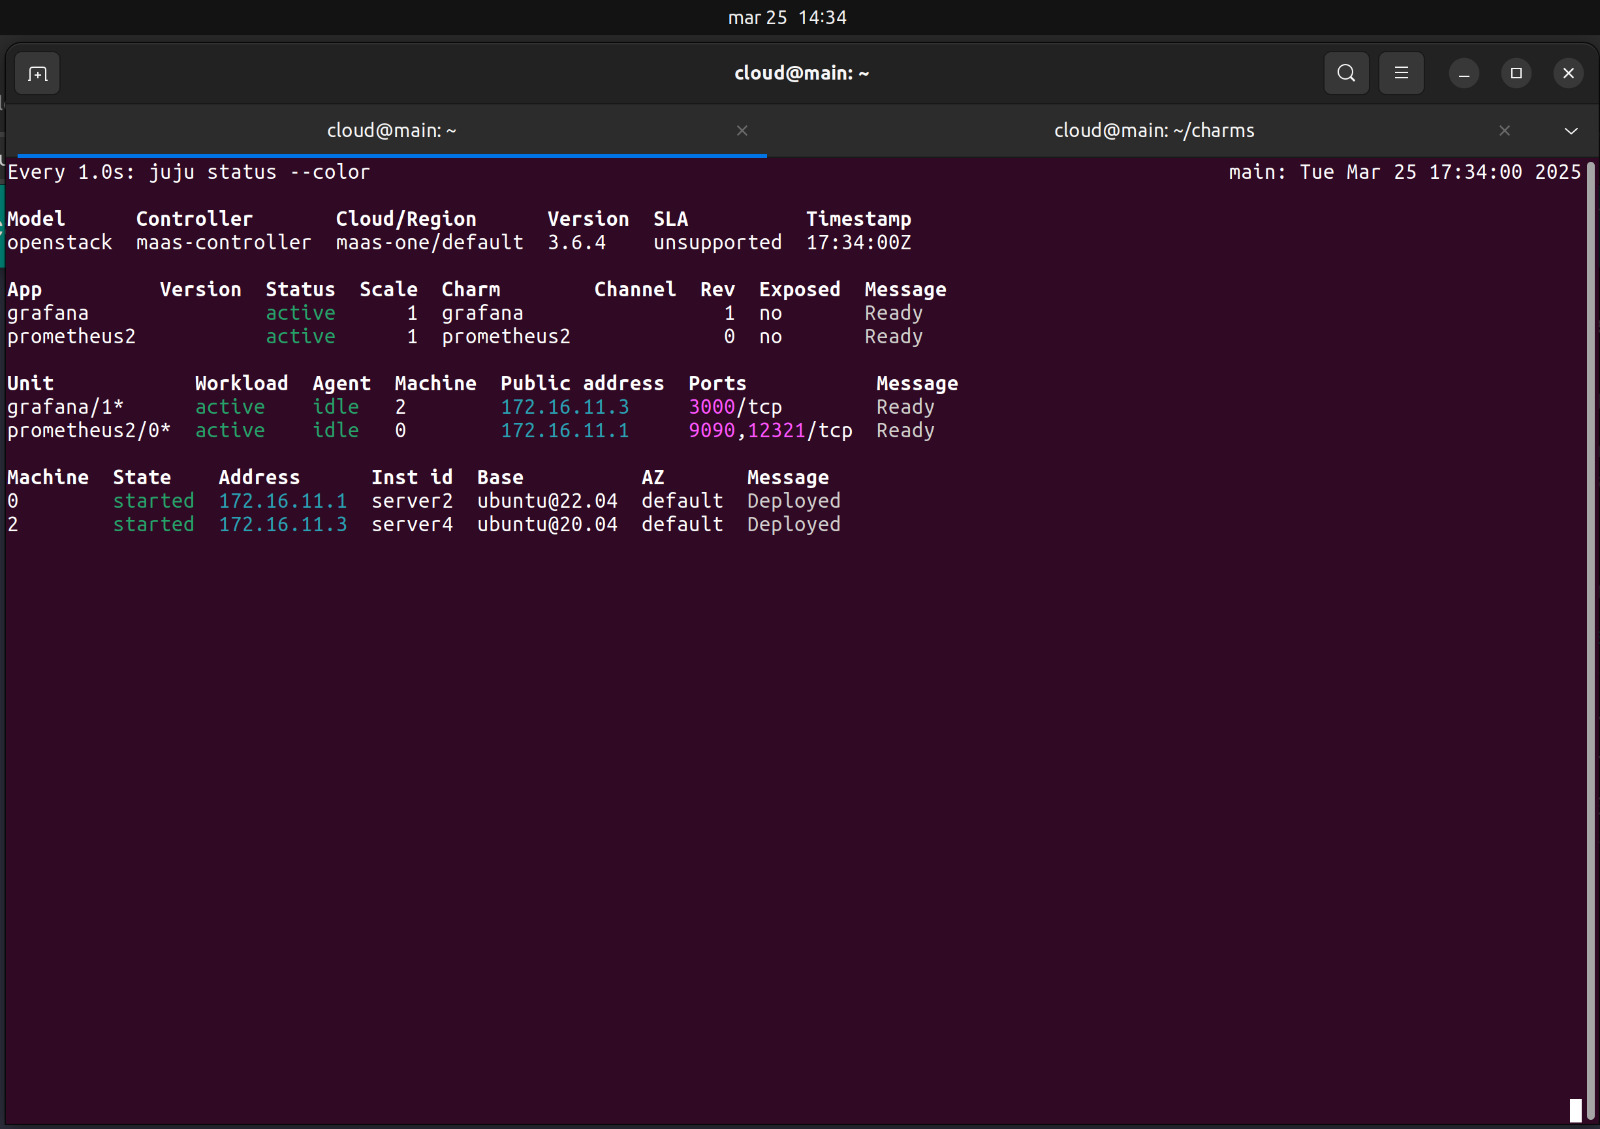 mar 25 14:34
cloud@main: ~
cloud@main: ~
cloud@main: ~/charms
Every 1.0s: juju status --color main: Tue Mar 25 17:34:00 2025
Model Controller Cloud/Region Version SLA Timestamp
openstack maas-controller maas-one/default 3.6.4 unsupported 17:34:00Z
App Version Status Scale Charm Channel Rev Exposed Message
grafana active 1 grafana 1 no Ready
prometheus2 active 1 prometheus2 0 no Ready
Unit Workload Agent Machine Public address Ports Message
grafana/1* active idle 2 172.16.11.3 3000/tcp Ready
prometheus2/0* active idle 0 172.16.11.1 9090,12321/tcp Ready
Machine State Address Inst id Base AZ Message
0 started 172.16.11.1 server2 ubuntu@22.04 default Deployed
2 started 172.16.11.3 server4 ubuntu@20.04 default Deployed